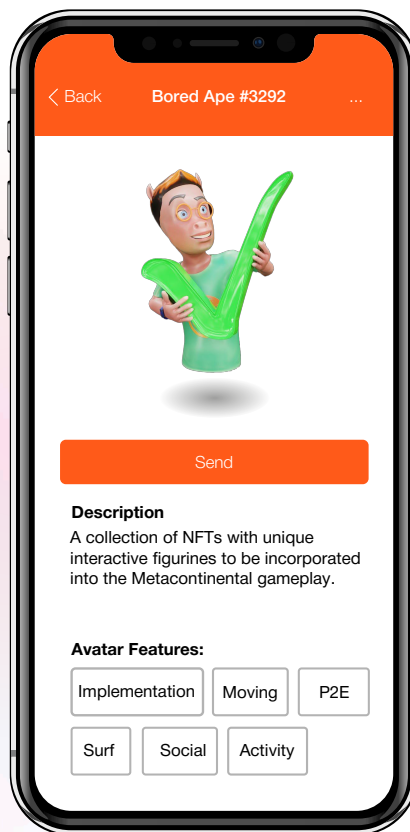 Back
Bored Ape #3292
...
Send
Description
A collection of NFTs with unique
interactive figurines to be incorporated
into the Metacontinental gameplay.
Avatar Features:
Implementation
Moving
P2E
Surf
Social
Activity